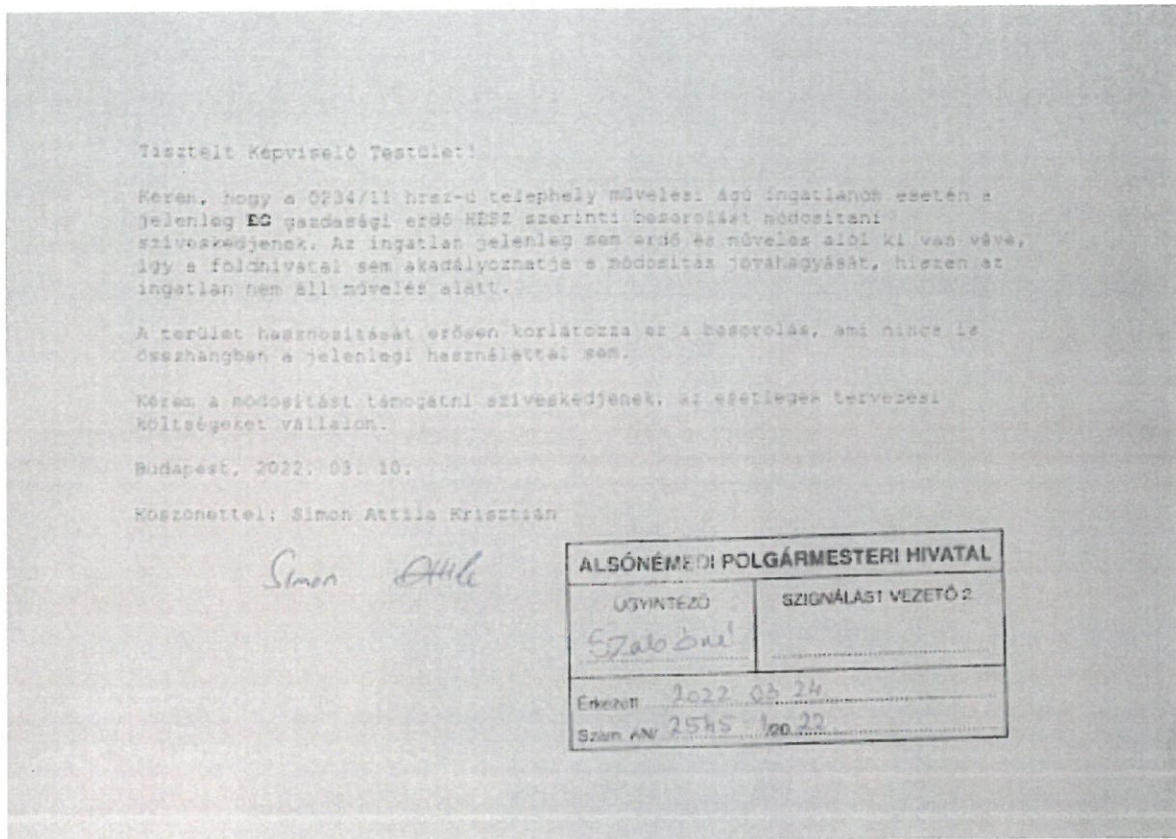 Tisztelt Képviselő Testület!
Kérem, hogy a 0234/11 hrsz-ú telephely művelési ágú ingatlanom esetén a
jelenleg EG gazdasági erdő HÉSZ szerinti besorolást módosítani
szíveskedjenek. Az ingatlan jelenleg sem erdő és művelés alól ki van véve,
így a földhivatal sem akadályozhatja a módosítás jóváhagyását, hiszen az
ingatlan nem áll művelés alatt.
A terület hasznosítását erősen korlátozza ez a besorolás, ami nincs is
összhangban a jelenlegi használattal sem.
Kérem a módosítást támogatni szíveskedjenek, az esetleges tervezési
költségeket vállalom.
Budapest, 2022. 03. 10.
Köszönettel: Simon Attila Krisztián
Simon Attila
ALSÓNÉMEDI POLGÁRMESTERI HIVATAL
ÜGYINTÉZŐ
SZIGNÁLÁST VEZETŐ 2
Szabóné
Érkezett 2022 03 24
Szám: AN/ 2545 /20 22